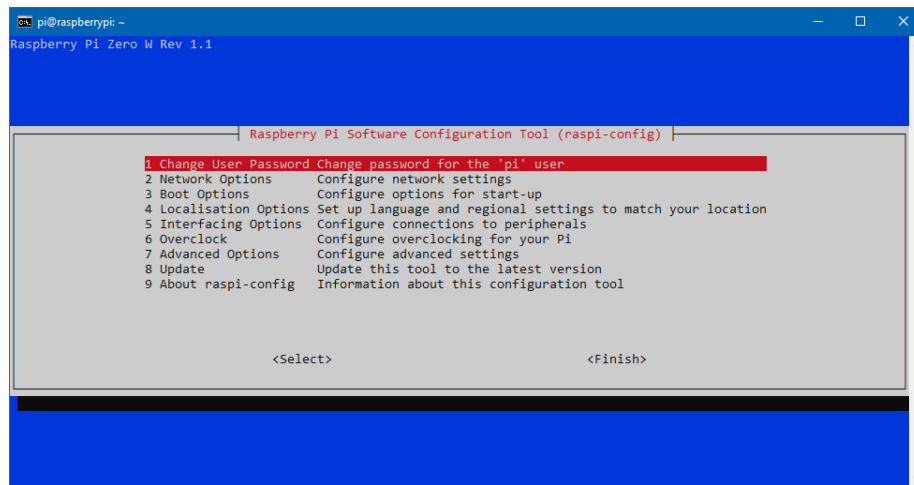 pi@raspberrypi: ~
Raspberry Pi Zero W Rev 1.1
Raspberry Pi Software Configuration Tool (raspi-config)
1 Change User Password Change password for the 'pi' user
2 Network Options Configure network settings
3 Boot Options Configure options for start-up
4 Localisation Options Set up language and regional settings to match your location
5 Interfacing Options Configure connections to peripherals
6 Overclock Configure overclocking for your Pi
7 Advanced Options Configure advanced settings
8 Update Update this tool to the latest version
9 About raspi-config Information about this configuration tool
<Select> <Finish>